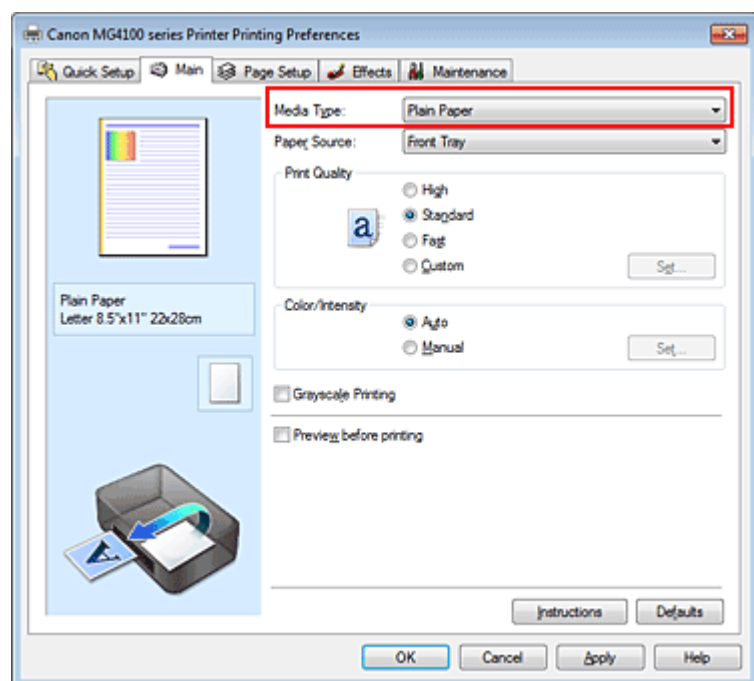 Canon MG4100 series Printer Printing Preferences
Quick Setup Main Page Setup Effects Maintenance
Media Type: Plain Paper
Paper Source: Front Tray
Print Quality
High
a Standard
Fast
Custom Set...
Plain Paper
Letter 8.5"x11" 22x28cm
Color/Intensity
Auto
Manual Set...
Grayscale Printing
Preview before printing
A
Instructions Defaults
OK Cancel Apply Help